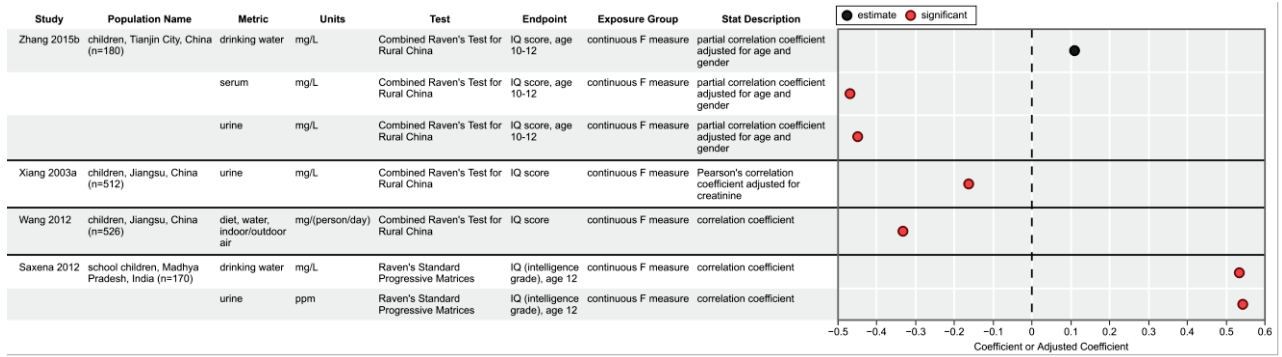 estimate significant
Study Population Name Metric Units Test Endpoint Exposure Group Stat Description
Zhang 2015b children, Tianjin City, China drinking water mg/L Combined Raven's Test for IQ score, age continuous F measure partial correlation coefficient
(n=180) Rural China 10-12 adjusted for age and
gender
serum mg/L Combined Raven's Test for IQ score, age continuous F measure partial correlation coefficient
Rural China 10-12 adjusted for age and
gender
urine mg/L Combined Raven's Test for IQ score, age continuous F measure partial correlation coefficient
Rural China 10-12 adjusted for age and
gender
Xiang 2003a children, Jiangsu, China urine mg/L Combined Raven's Test for IQ score continuous F measure Pearson's correlation
(n=512) Rural China coefficient adjusted for
creatinine
Wang 2012 children, Jiangsu, China diet, water, mg/(person/day) Combined Raven's Test for IQ score continuous F measure correlation coefficient
(n=526) indoor/outdoor Rural China
air
Saxena 2012 school children, Madhya drinking water mg/L Raven's Standard IQ (intelligence continuous F measure correlation coefficient
Pradesh, India (n=170) Progressive Matrices grade), age 12
urine ppm Raven's Standard IQ (intelligence continuous F measure correlation coefficient
Progressive Matrices grade), age 12
−0.5 −0.4 −0.3 −0.2 −0.1 0 0.1 0.2 0.3 0.4 0.5 0.6
Coefficient or Adjusted Coefficient